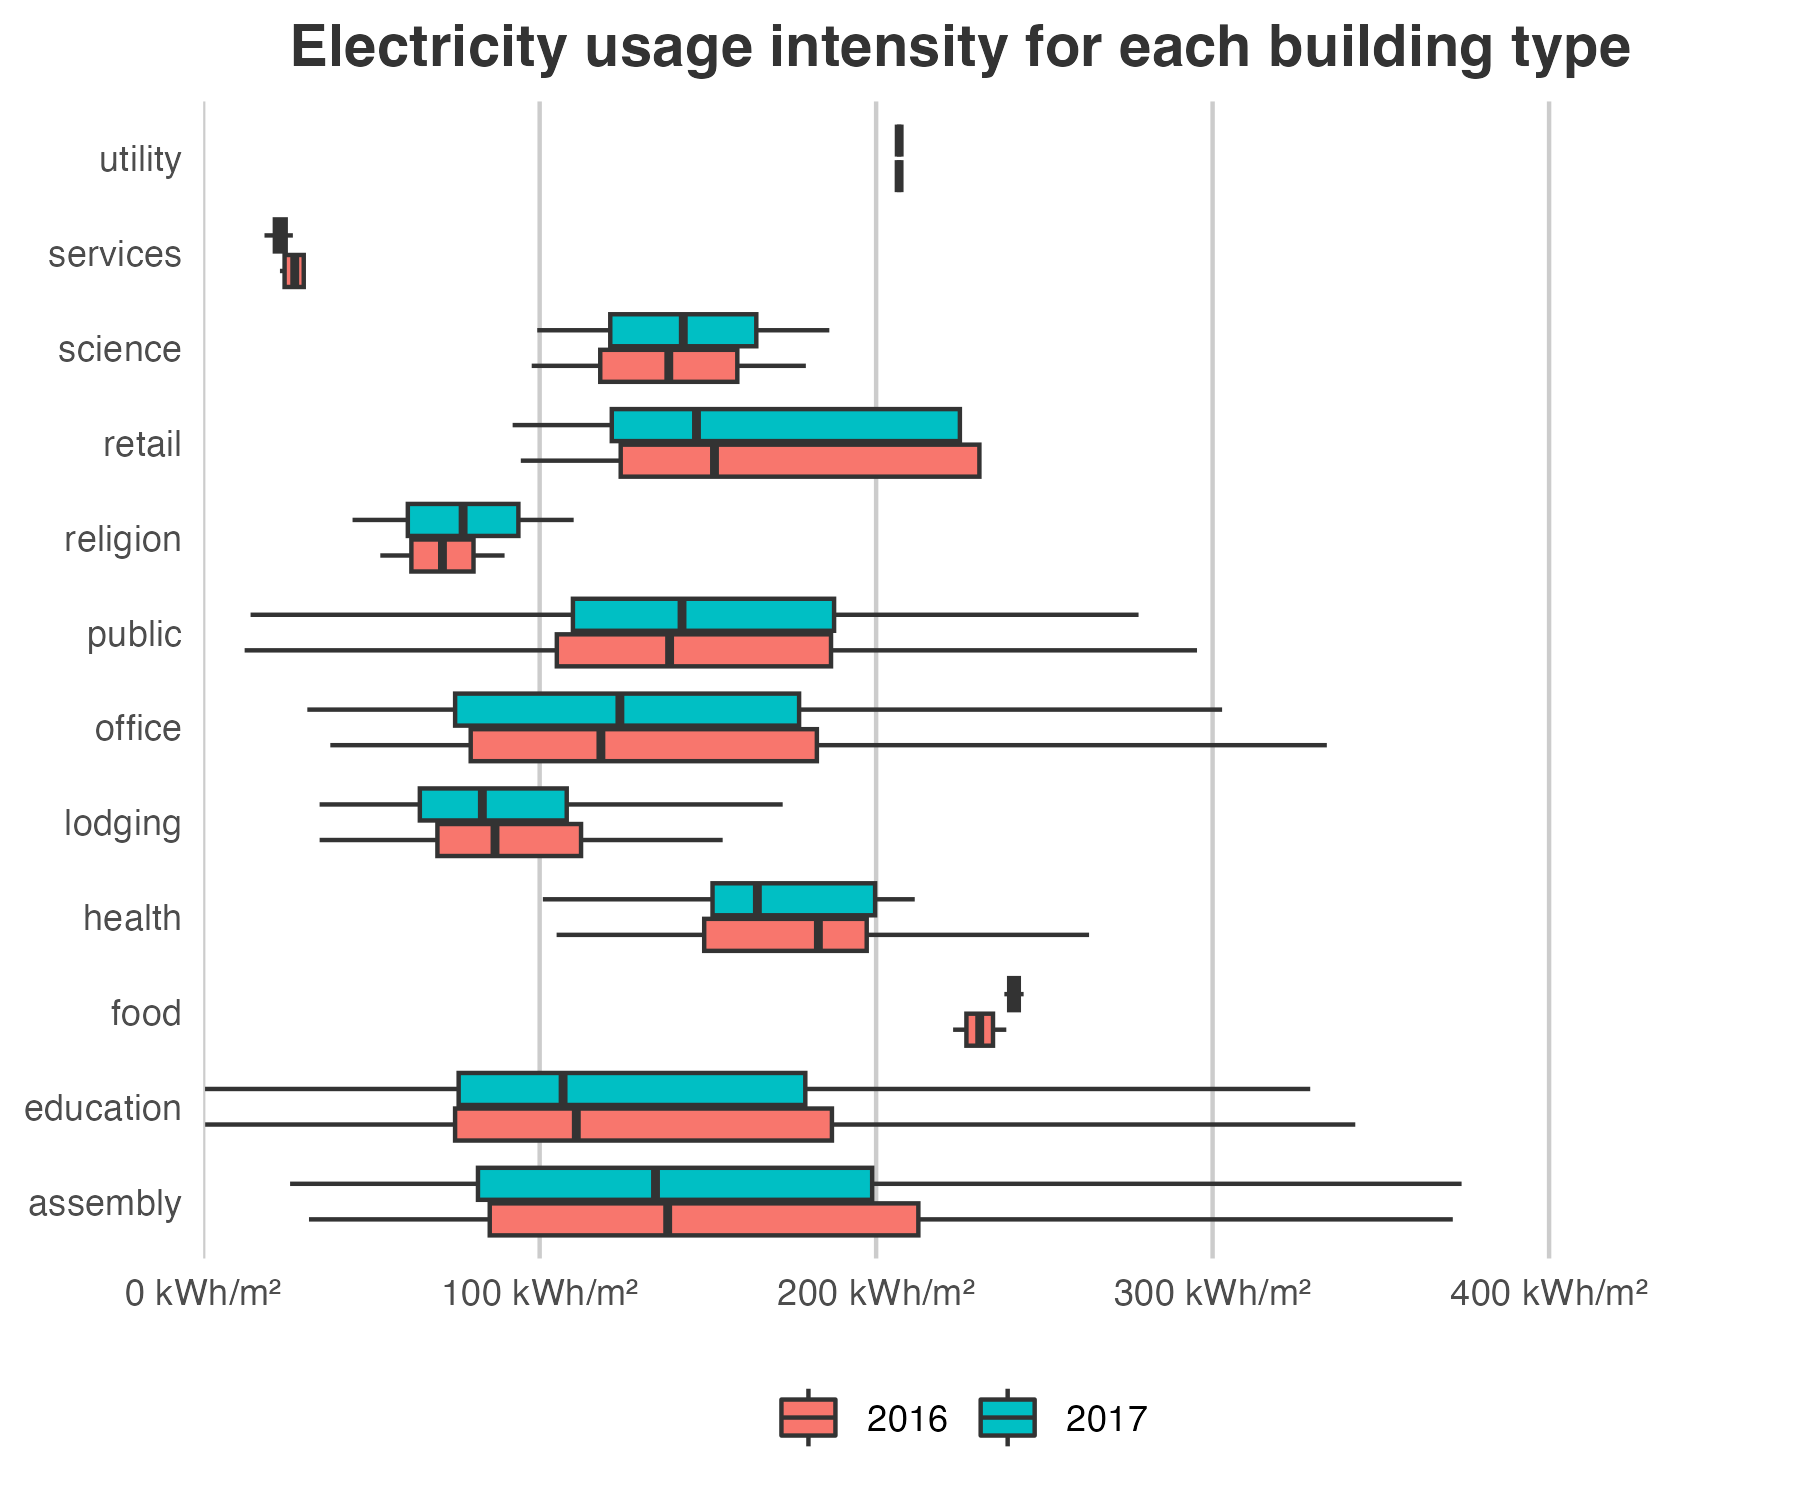 Electricity usage intensity for each building type
utility
services
science
retail
religion
public
office
lodging
health
food
education
assembly
0 kWh/m² 100 kWh/m² 200 kWh/m² 300 kWh/m² 400 kWh/m²
2016 2017